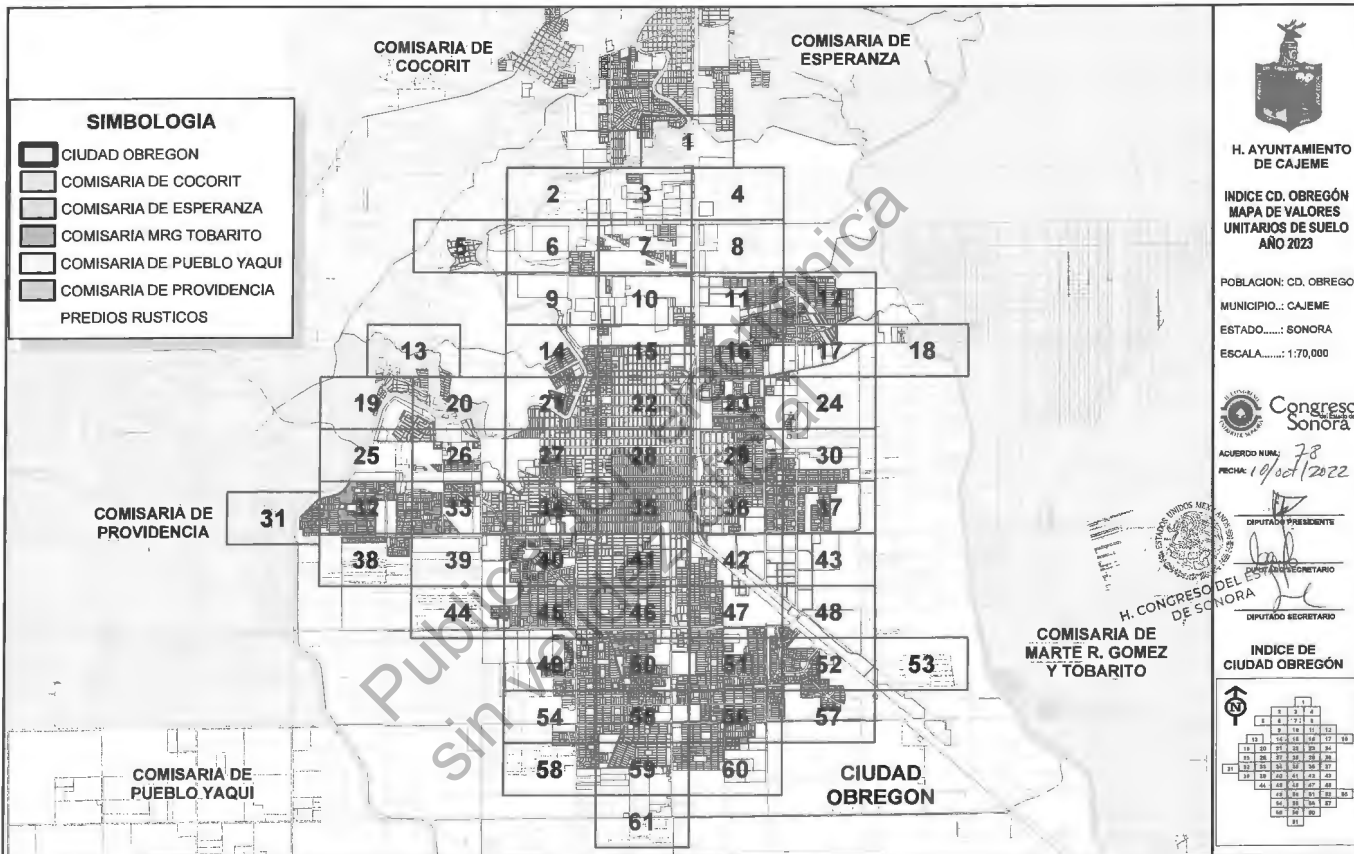 COMISARIA DE
COCORIT
COMISARIA DE
ESPERANZA
SIMBOLOGIA
CIUDAD OBREGON
COMISARIA DE COCORIT
COMISARIA DE ESPERANZA
COMISARIA MRG TOBARITO
COMISARIA DE PUEBLO YAQUI
COMISARIA DE PROVIDENCIA
PREDIOS RUSTICOS
1
2 3 4
5 6 7 8
9 10 11 12
13 14 15 16 17 18
19 20 21 22 23 24
25 26 27 28 29 30
COMISARIA DE
PROVIDENCIA
31 32 33 34 35 36 37
38 39 40 41 42 43
44 45 46 47 48
49 50 51 52 53
54 55 56 57
58 59 60
61
COMISARIA DE
PUEBLO YAQUI
CIUDAD
OBREGON
COMISARIA DE
MARTE R. GOMEZ
Y TOBARITO
H. CONGRESO DEL
DE SONORA
Publicación electrónica
sin validez oficial
H. AYUNTAMIENTO
DE CAJEME
INDICE CD. OBREGÓN
MAPA DE VALORES
UNITARIOS DE SUELO
AÑO 2023
POBLACION: CD. OBREGO
MUNICIPIO..: CAJEME
ESTADO......: SONORA
ESCALA.......: 1:70,000
Congreso
Sonora
ACUERDO NUM.: 78
FECHA: 10/oct/2022
DIPUTADO PRESIDENTE
DIPUTADO SECRETARIO
DIPUTADO SECRETARIO
INDICE DE
CIUDAD OBREGÓN
N